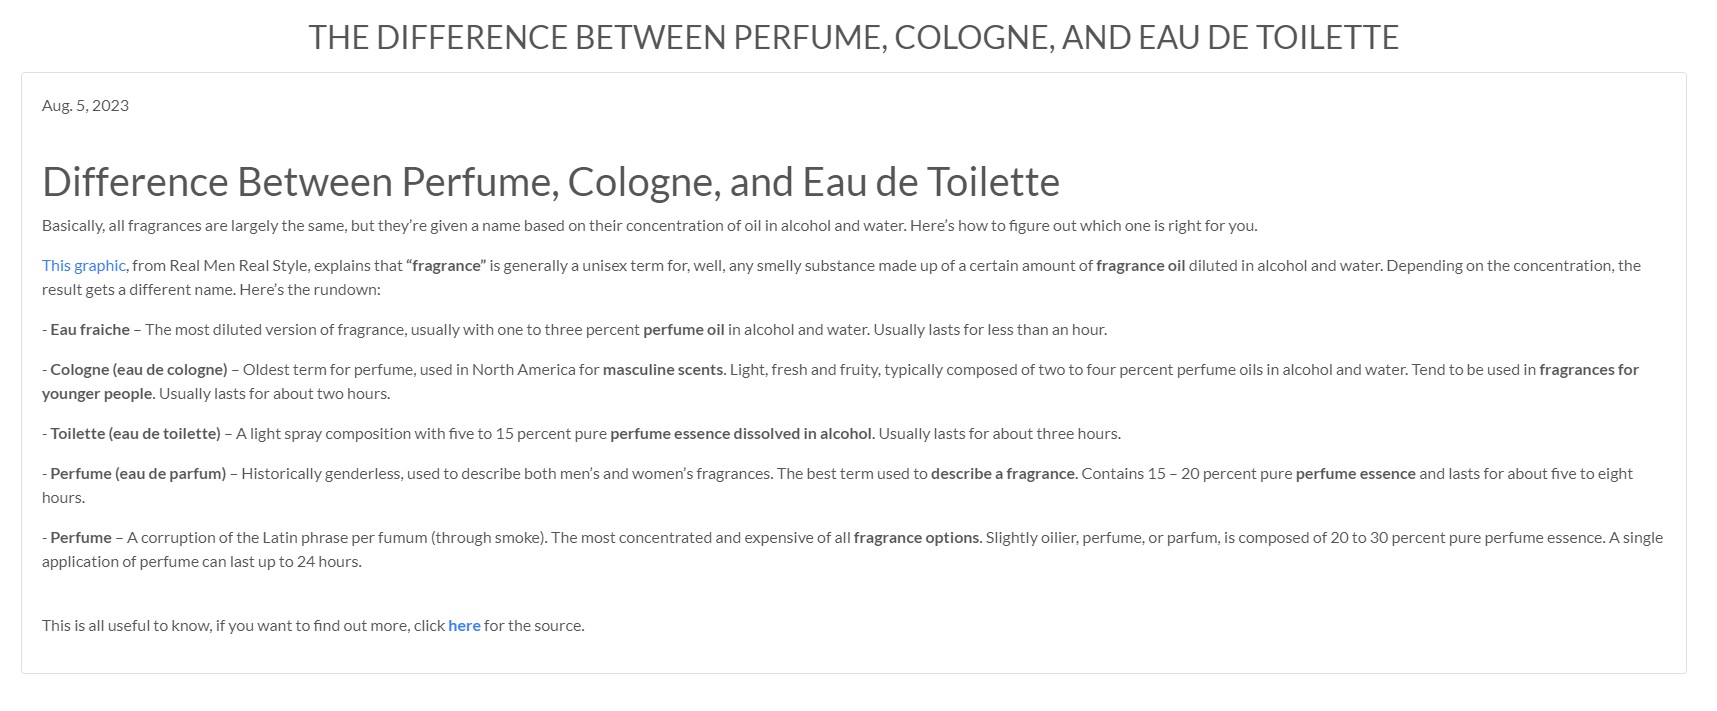 THE DIFFERENCE BETWEEN PERFUME, COLOGNE, AND EAU DE TOILETTE
Aug. 5, 2023
Difference Between Perfume, Cologne, and Eau de Toilette
Basically, all fragrances are largely the same, but they’re given a name based on their concentration of oil in alcohol and water. Here’s how to figure out which one is right for you.
This graphic, from Real Men Real Style, explains that “fragrance” is generally a unisex term for, well, any smelly substance made up of a certain amount of fragrance oil diluted in alcohol and water. Depending on the concentration, the
result gets a different name. Here’s the rundown:
- Eau fraiche – The most diluted version of fragrance, usually with one to three percent perfume oil in alcohol and water. Usually lasts for less than an hour.
- Cologne (eau de cologne) – Oldest term for perfume, used in North America for masculine scents. Light, fresh and fruity, typically composed of two to four percent perfume oils in alcohol and water. Tend to be used in fragrances for
younger people. Usually lasts for about two hours.
- Toilette (eau de toilette) – A light spray composition with five to 15 percent pure perfume essence dissolved in alcohol. Usually lasts for about three hours.
- Perfume (eau de parfum) – Historically genderless, used to describe both men’s and women’s fragrances. The best term used to describe a fragrance. Contains 15 – 20 percent pure perfume essence and lasts for about five to eight
hours.
- Perfume – A corruption of the Latin phrase per fumum (through smoke). The most concentrated and expensive of all fragrance options. Slightly oilier, perfume, or parfum, is composed of 20 to 30 percent pure perfume essence. A single
application of perfume can last up to 24 hours.
This is all useful to know, if you want to find out more, click here for the source.